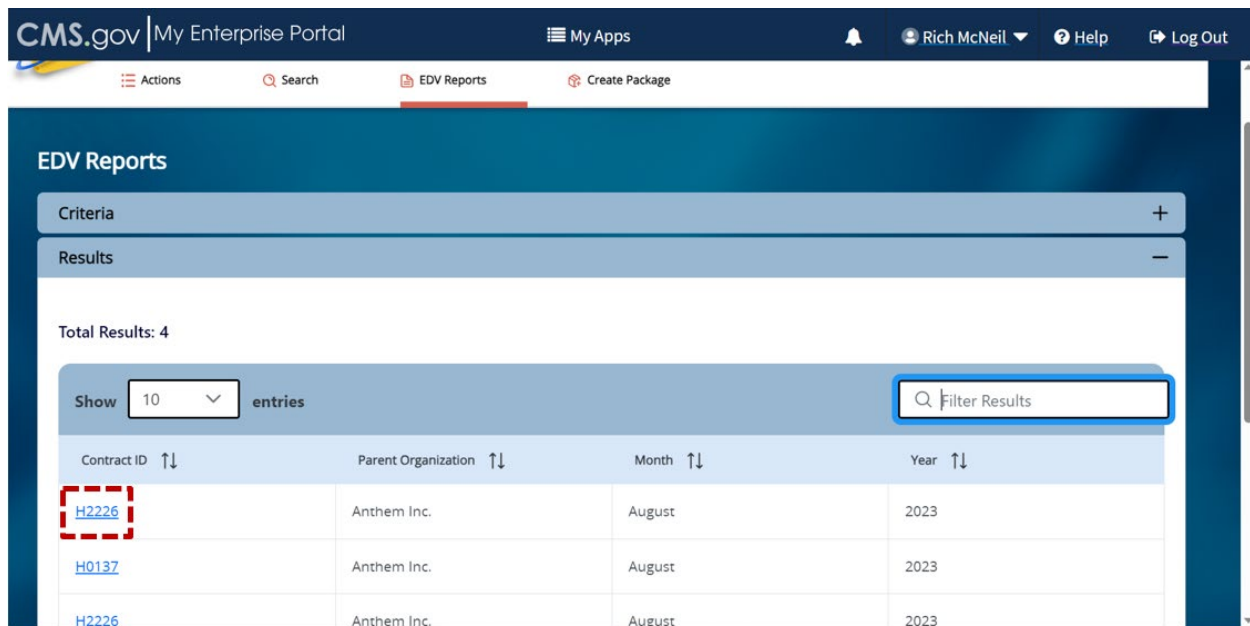 CMS.gov My Enterprise Portal My Apps Rich McNeil Help Log Out
Actions Search EDV Reports Create Package
EDV Reports
Criteria
Results
Total Results: 4
Show 10 entries Filter Results
Contract ID Parent Organization Month Year
H2226 Anthem Inc. August 2023
H0137 Anthem Inc. August 2023
H2226 Anthem Inc. August 2023